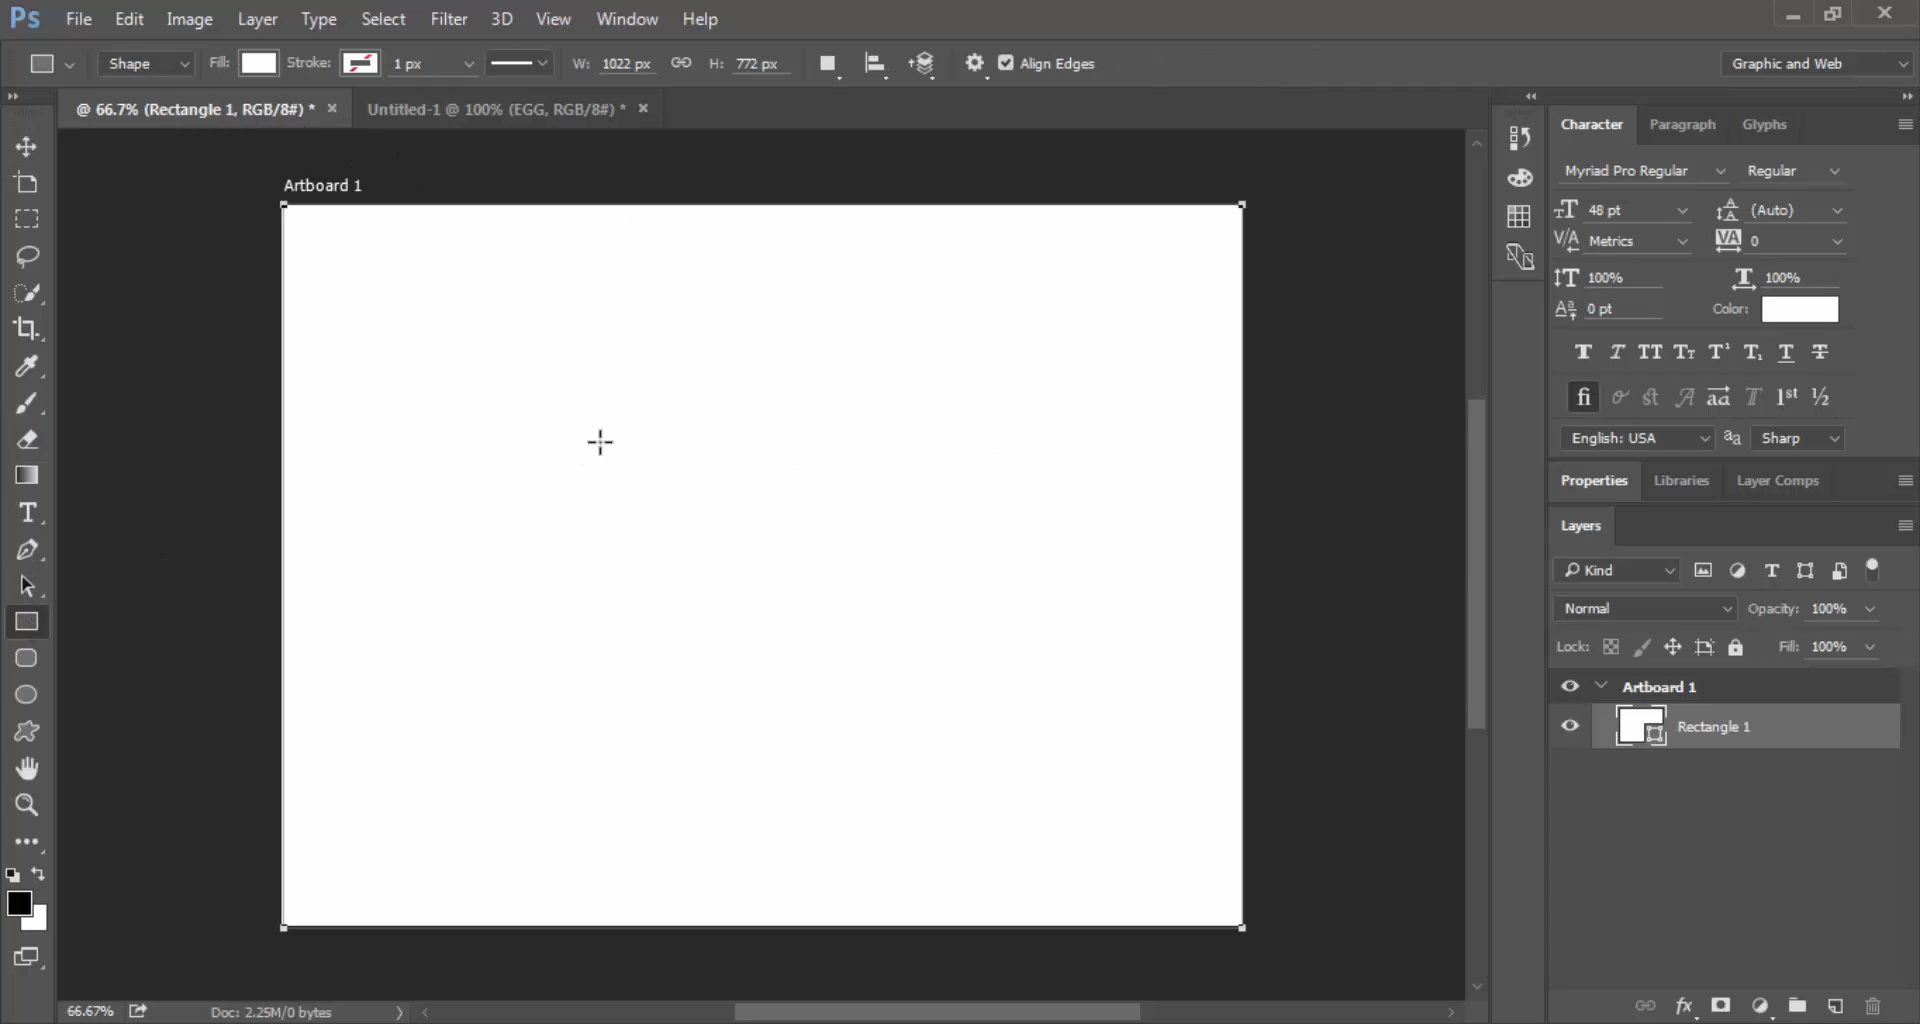 Ps File Edit Image Layer Type Select Filter 3D View Window Help
Shape Fill: Stroke: 1 px W: 1022 px H: 772 px Align Edges Graphic and Web
@ 66.7% (Rectangle 1, RGB/8#) * Untitled-1 @ 100% (EGG, RGB/8#) *
Character Paragraph Glyphs
Myriad Pro Regular Regular
48 pt (Auto)
Metrics 0
100% 100%
0 pt Color:
English: USA Sharp
Artboard 1
Properties Libraries Layer Comps
Layers
Kind
Normal Opacity: 100%
Lock: Fill: 100%
Artboard 1
Rectangle 1
66.67% Doc: 2.25M/0 bytes